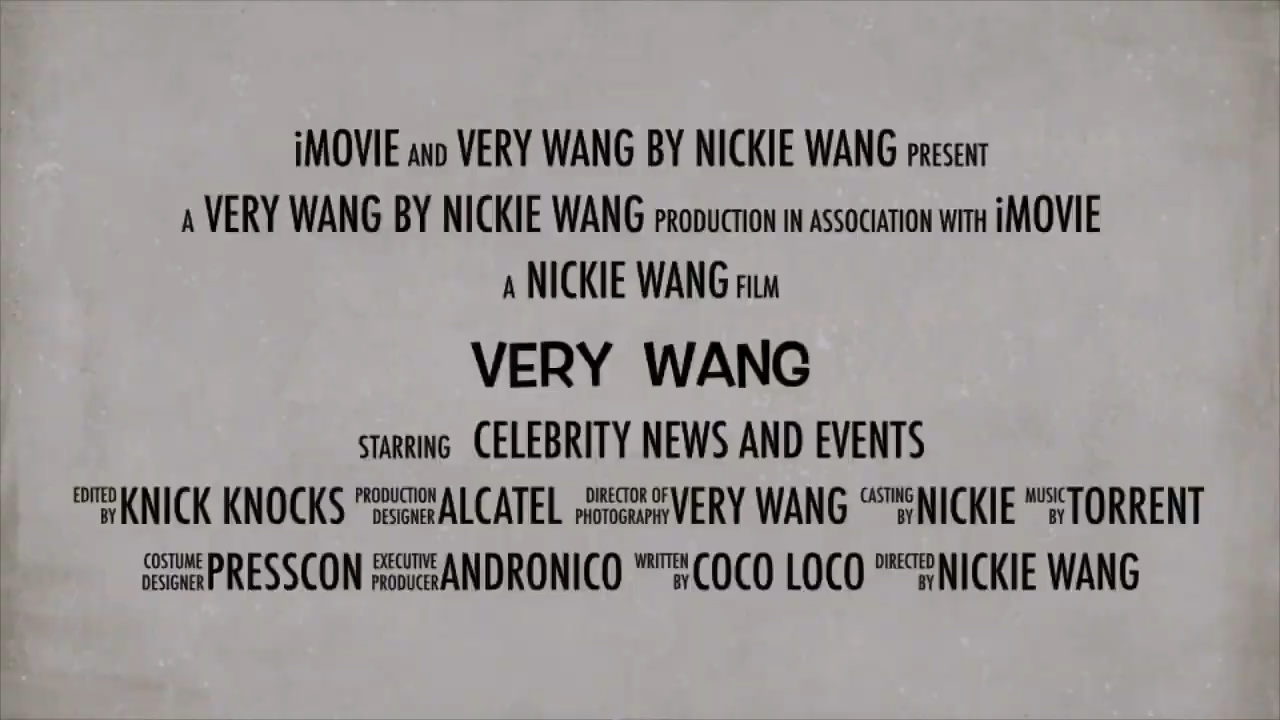 iMOVIE AND VERY WANG BY NICKIE WANG PRESENT
A VERY WANG BY NICKIE WANG PRODUCTION IN ASSOCIATION WITH iMOVIE
A NICKIE WANG FILM
VERY WANG
STARRING CELEBRITY NEWS AND EVENTS
EDITED BY KNICK KNOCKS PRODUCTION DESIGNER ALCATEL DIRECTOR OF PHOTOGRAPHY VERY WANG CASTING BY NICKIE MUSIC BY TORRENT
COSTUME DESIGNER PRESSCON EXECUTIVE PRODUCER ANDRONICO WRITTEN BY COCO LOCO DIRECTED BY NICKIE WANG